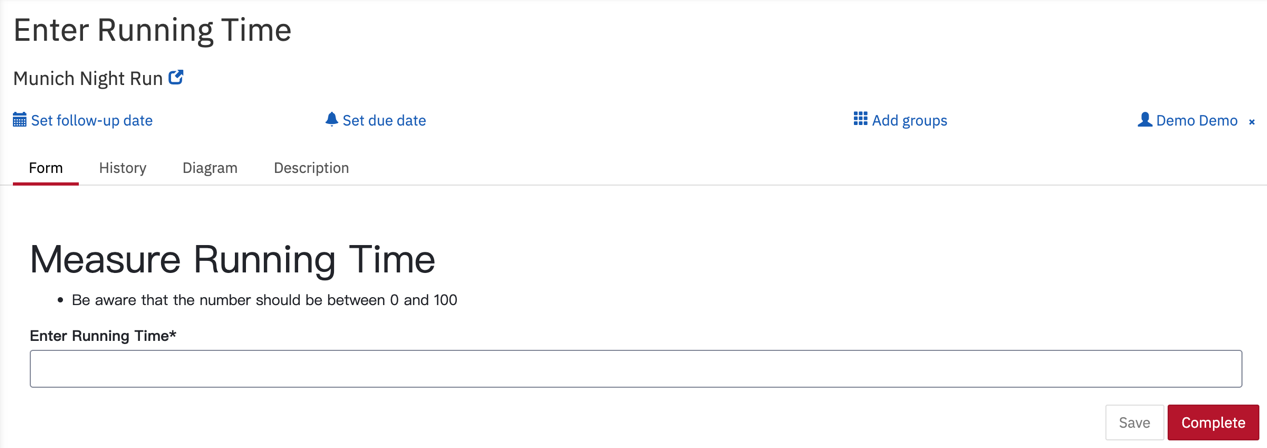 Enter Running Time
Munich Night Run
Set follow-up date Set due date Add groups Demo Demo ×
Form History Diagram Description
Measure Running Time
• Be aware that the number should be between 0 and 100
Enter Running Time*
Save Complete